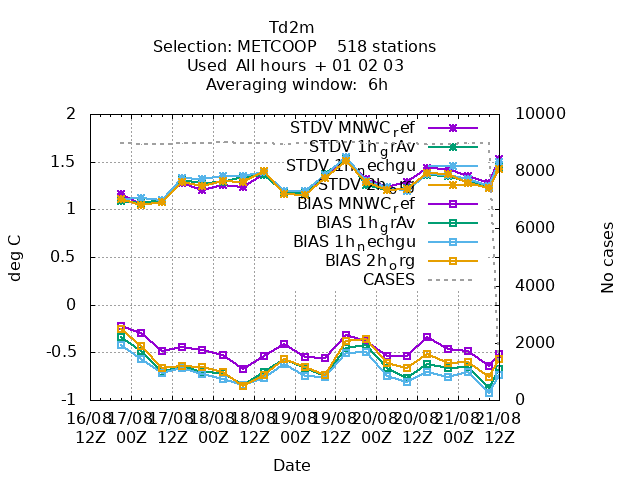 Td2m
Selection: METCOOP 518 stations
Used All hours + 01 02 03
Averaging window: 6h
2
1.5
1
0.5
0
-0.5
-1
deg C
10000
8000
6000
4000
2000
0
No cases
STDV MNWC_ref
STDV 1h_grAv
STDV 1h_nechgu
STDV 2h_org
BIAS MNWC_ref
BIAS 1h_grAv
BIAS 1h_nechgu
BIAS 2h_org
CASES
16/08 17/08 17/08 18/08 18/08 19/08 19/08 20/08 20/08 21/08 21/08
12Z 00Z 12Z 00Z 12Z 00Z 12Z 00Z 12Z 00Z 12Z
Date